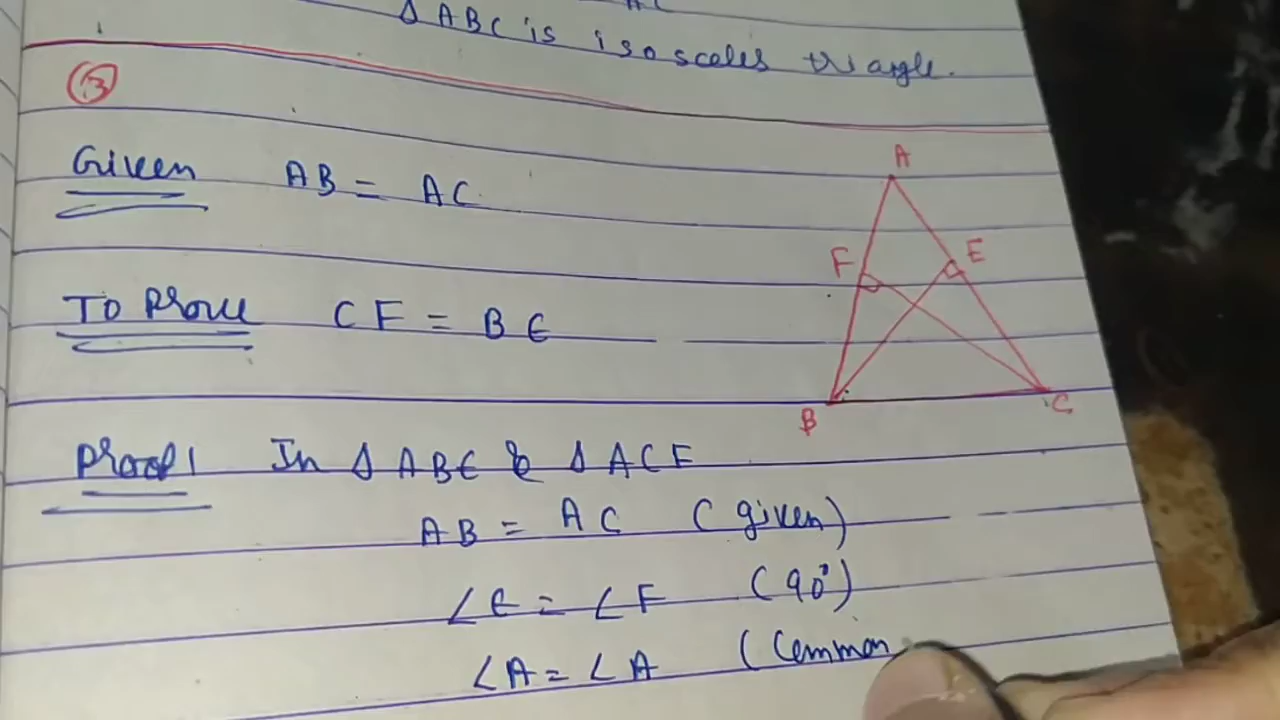 Δ ABC is isosceles triangle.
13
Given AB = AC
To Prove CF = BE
Proof! In Δ ABE & Δ ACF
AB = AC (given)
∠E = ∠F (90°)
∠A = ∠A (Common
A
F
E
B
C